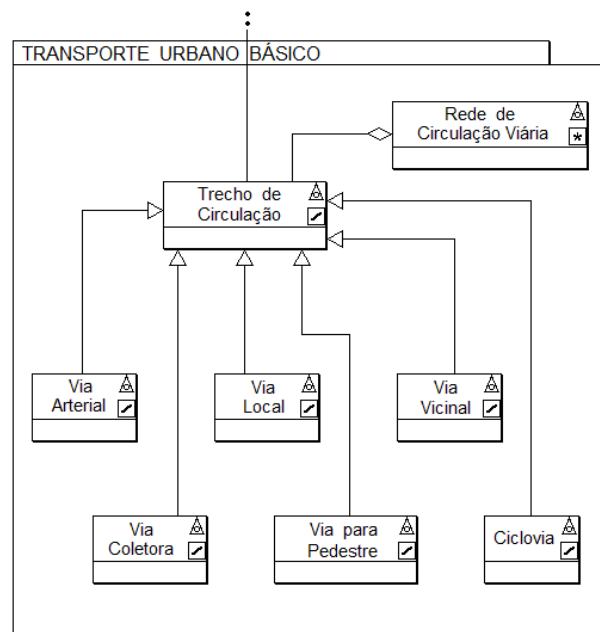 TRANSPORTE URBANO BÁSICO
Rede de
Circulação Viária
*
Trecho de
Circulação
Via
Arterial
Via
Local
Via
Vicinal
Via
Coletora
Via para
Pedestre
Ciclovia